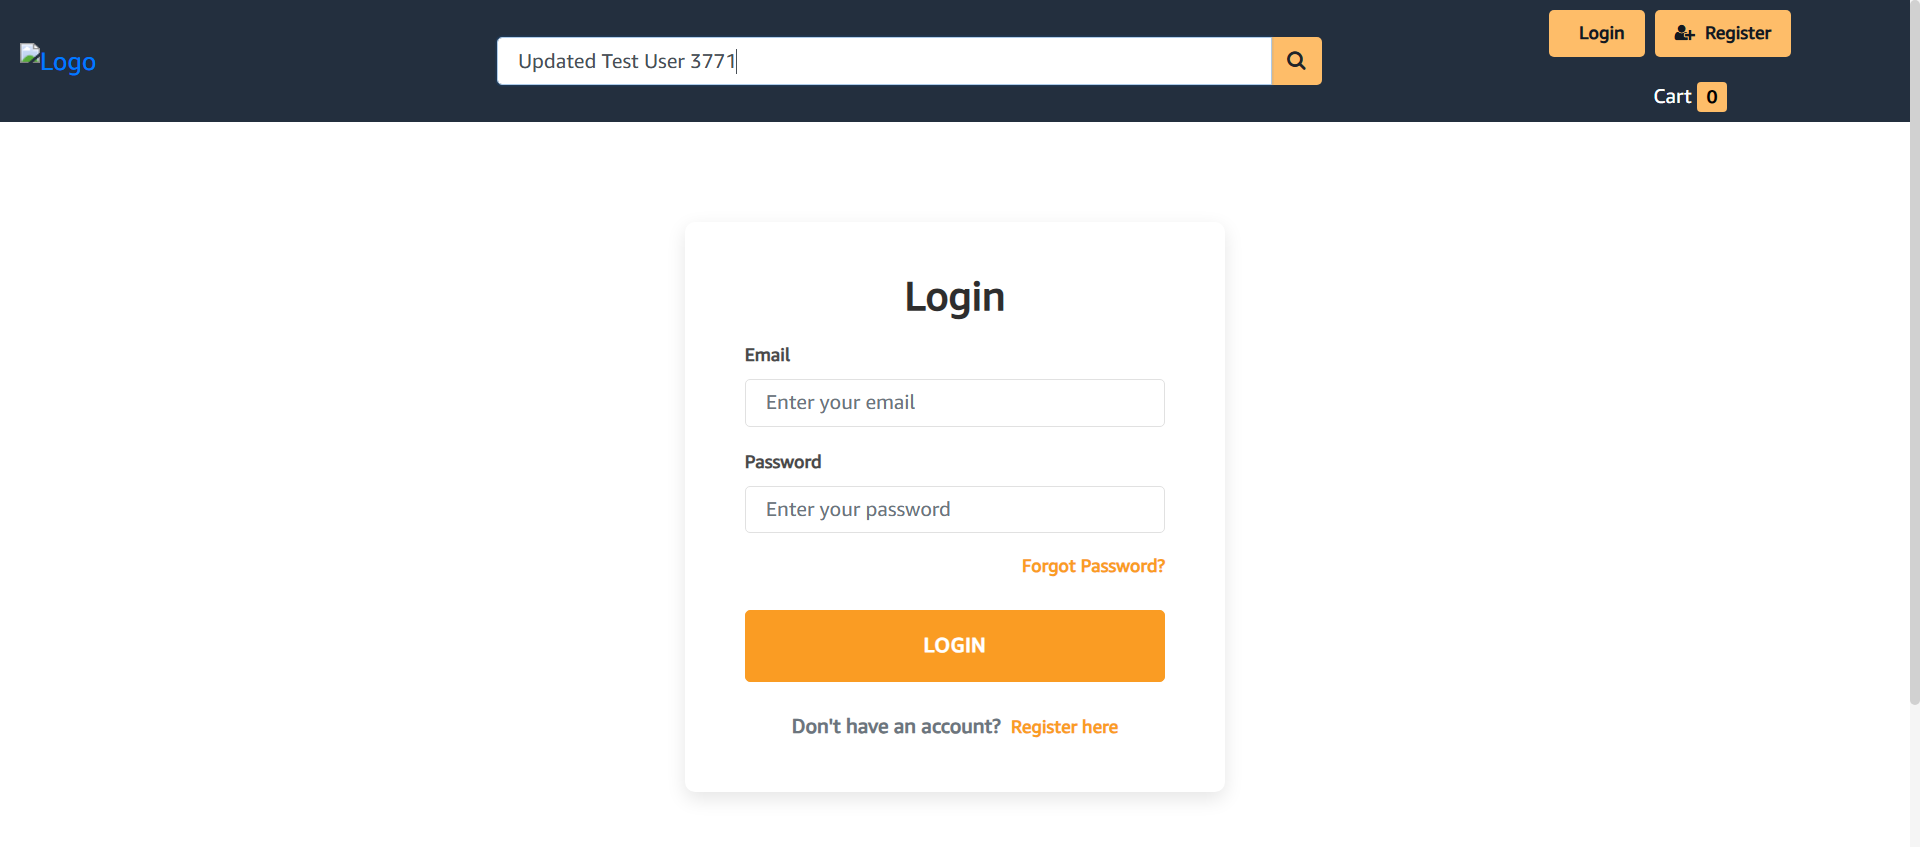 Logo
Updated Test User 3771
Login
Register
Cart 0
Login
Email
Enter your email
Password
Enter your password
Forgot Password?
LOGIN
Don't have an account? Register here